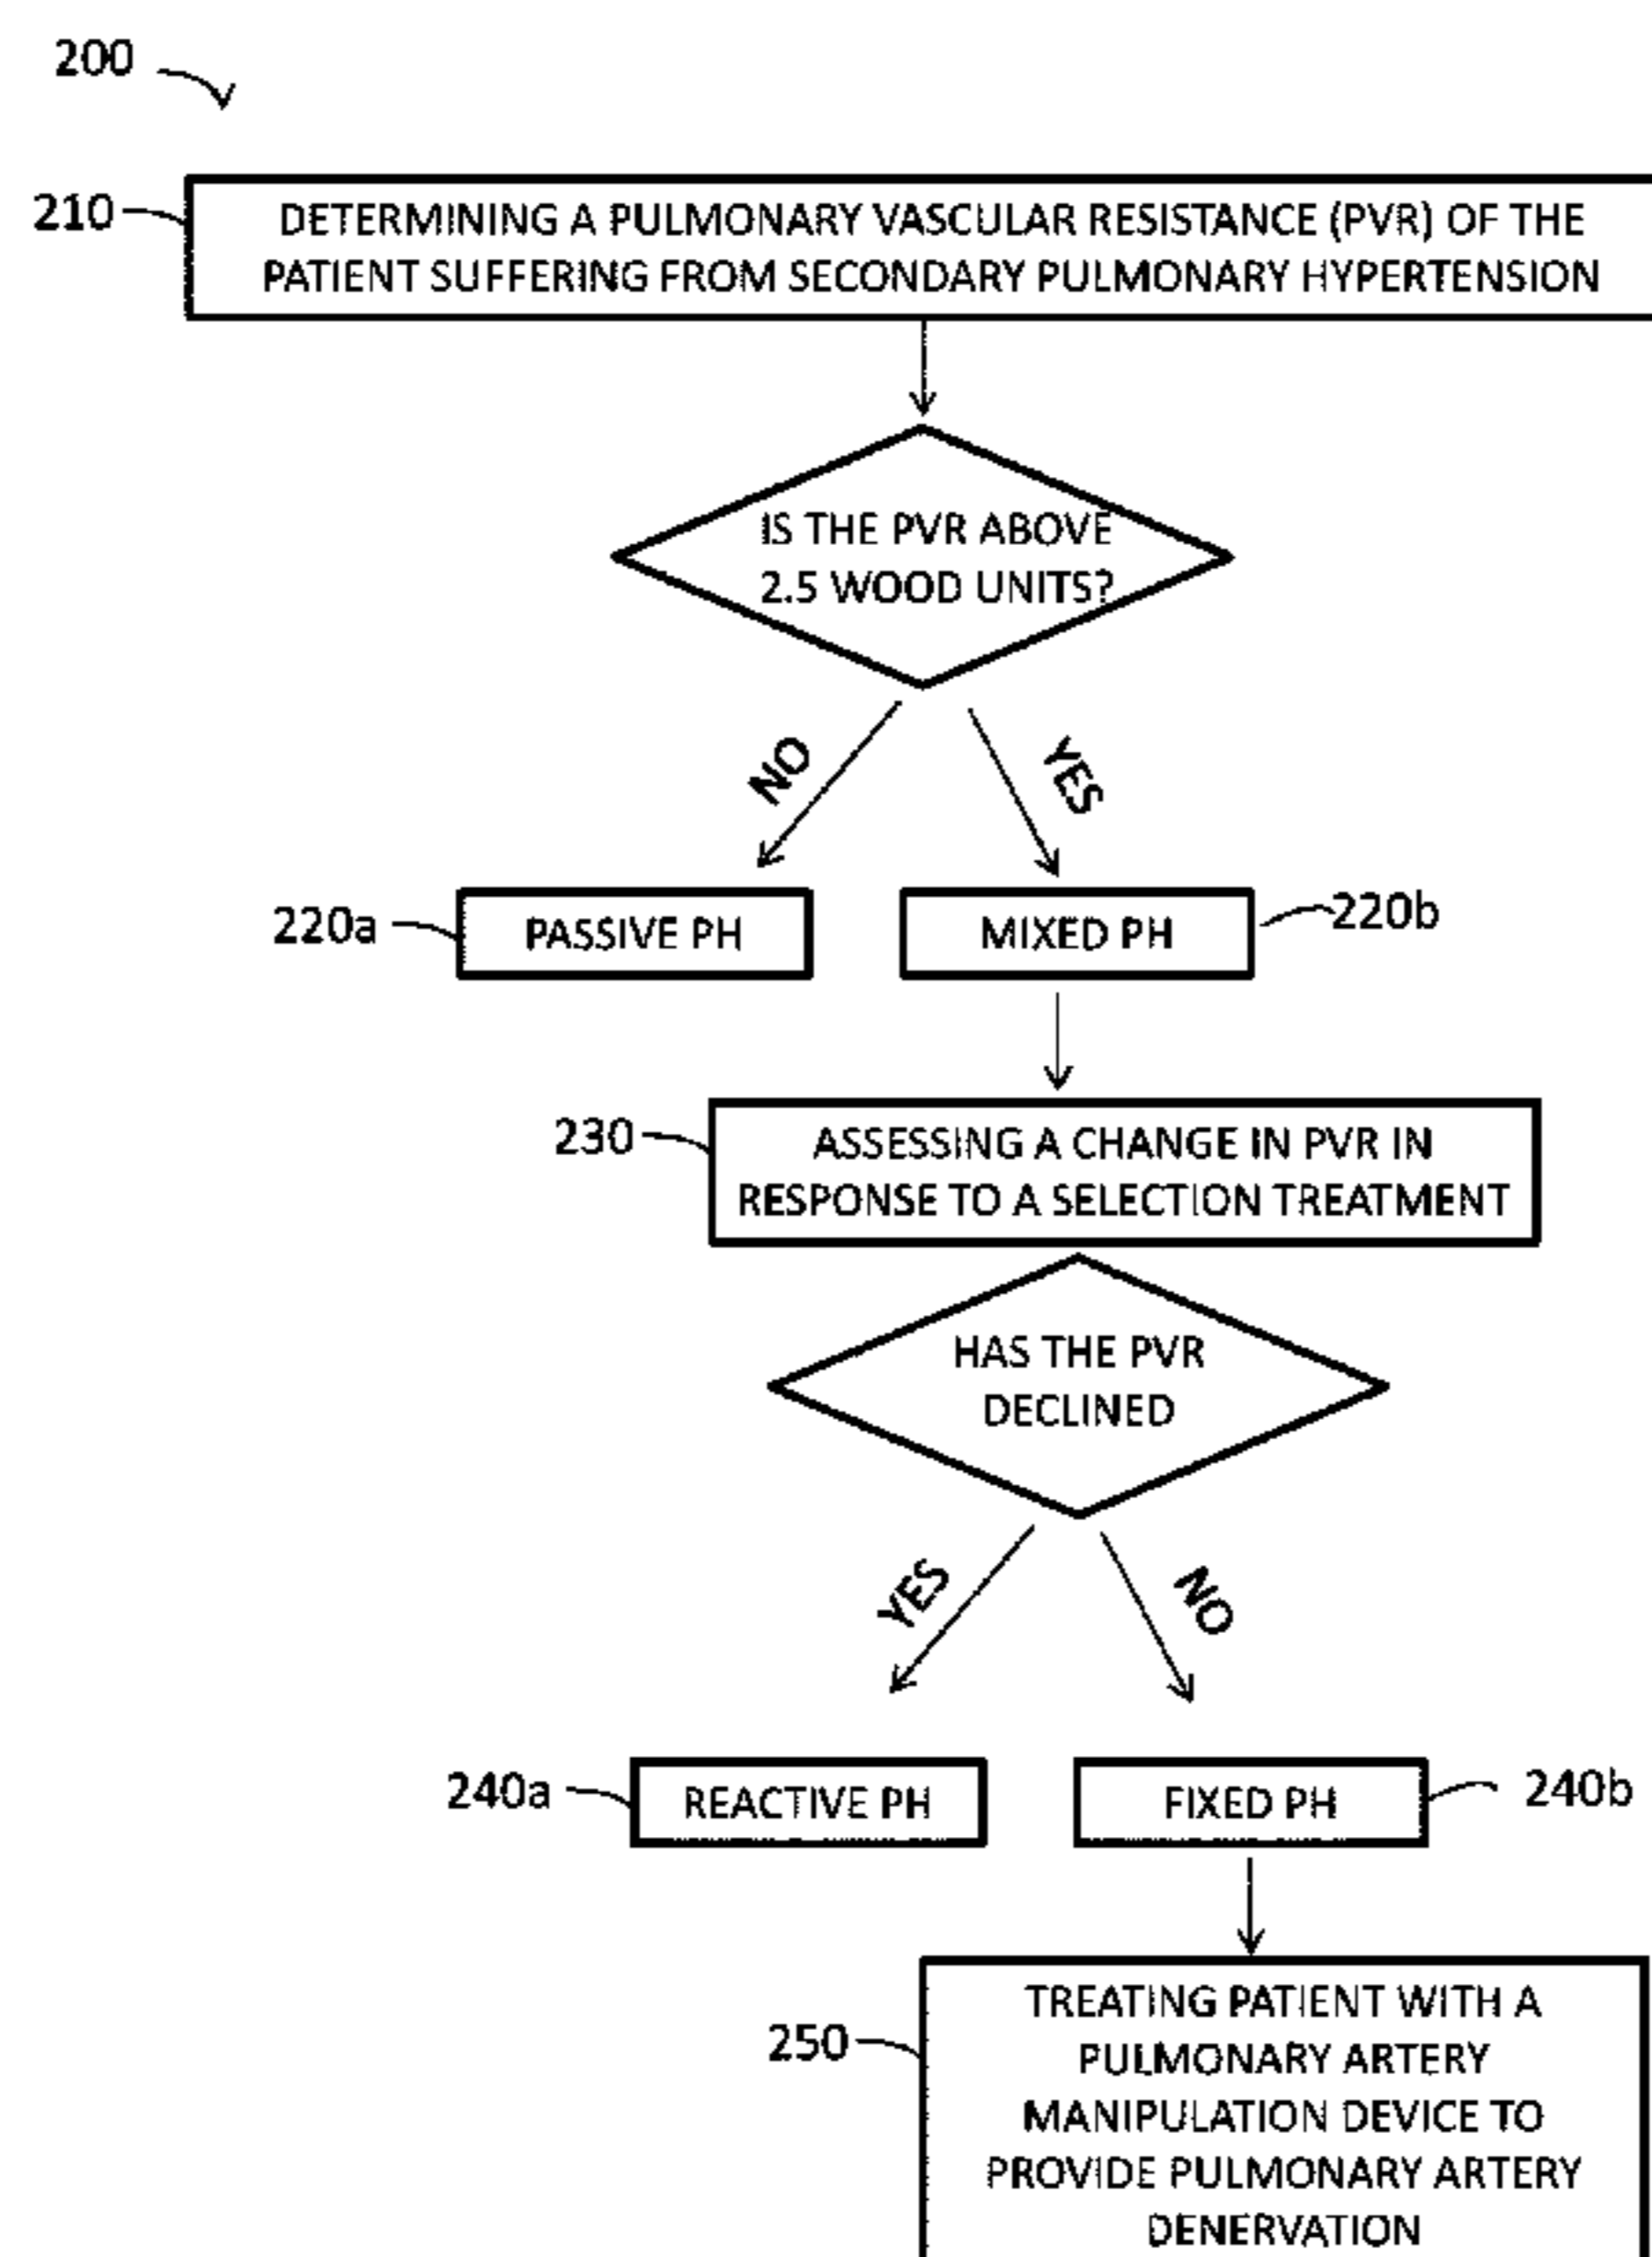 200
210
DETERMINING A PULMONARY VASCULAR RESISTANCE (PVR) OF THE
PATIENT SUFFERING FROM SECONDARY PULMONARY HYPERTENSION
IS THE PVR ABOVE
2.5 WOOD UNITS?
NO
YES
220a
PASSIVE PH
MIXED PH
220b
230
ASSESSING A CHANGE IN PVR IN
RESPONSE TO A SELECTION TREATMENT
HAS THE PVR
DECLINED
YES
NO
240a
REACTIVE PH
FIXED PH
240b
250
TREATING PATIENT WITH A
PULMONARY ARTERY
MANIPULATION DEVICE TO
PROVIDE PULMONARY ARTERY
DENERVATION